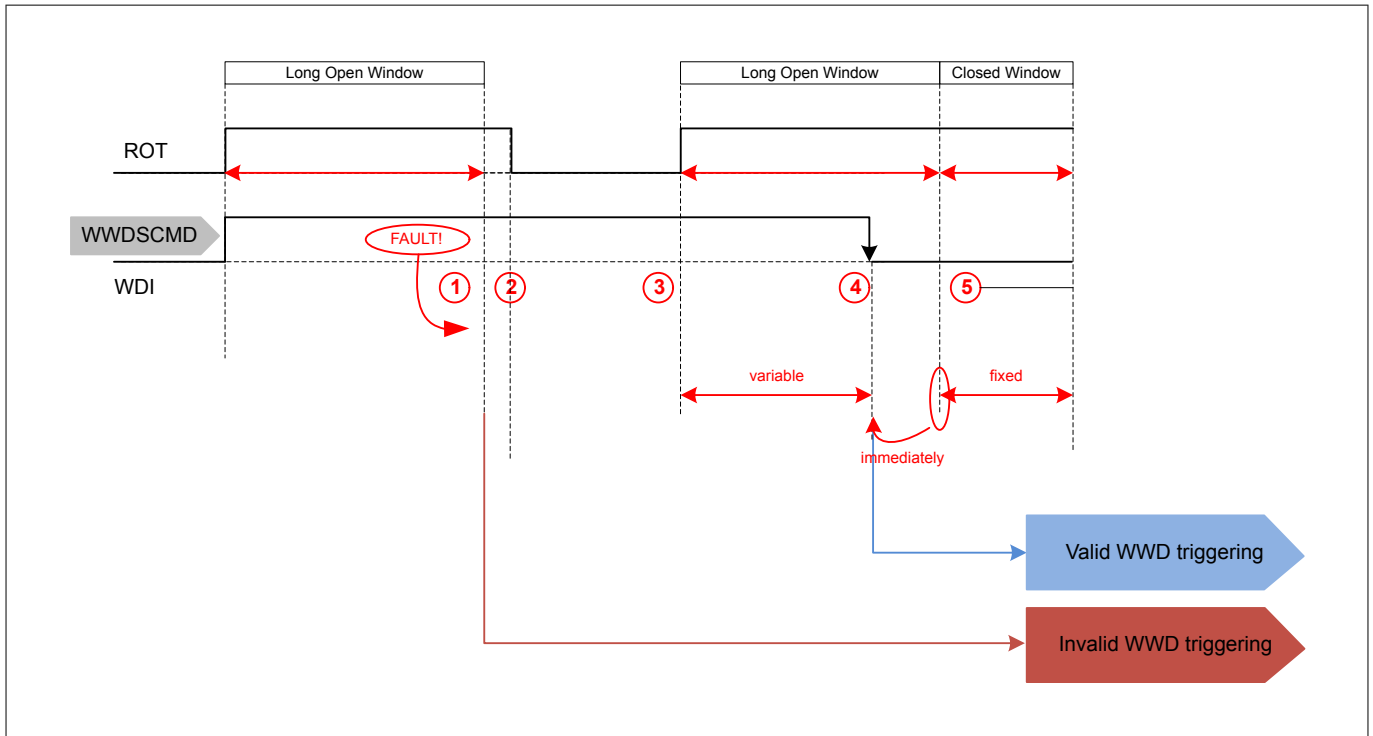 Long Open Window
Long Open Window
Closed Window
ROT
WWDSCMD
FAULT!
WDI
1
2
3
4
5
variable
fixed
immediately
Valid WWD triggering
Invalid WWD triggering